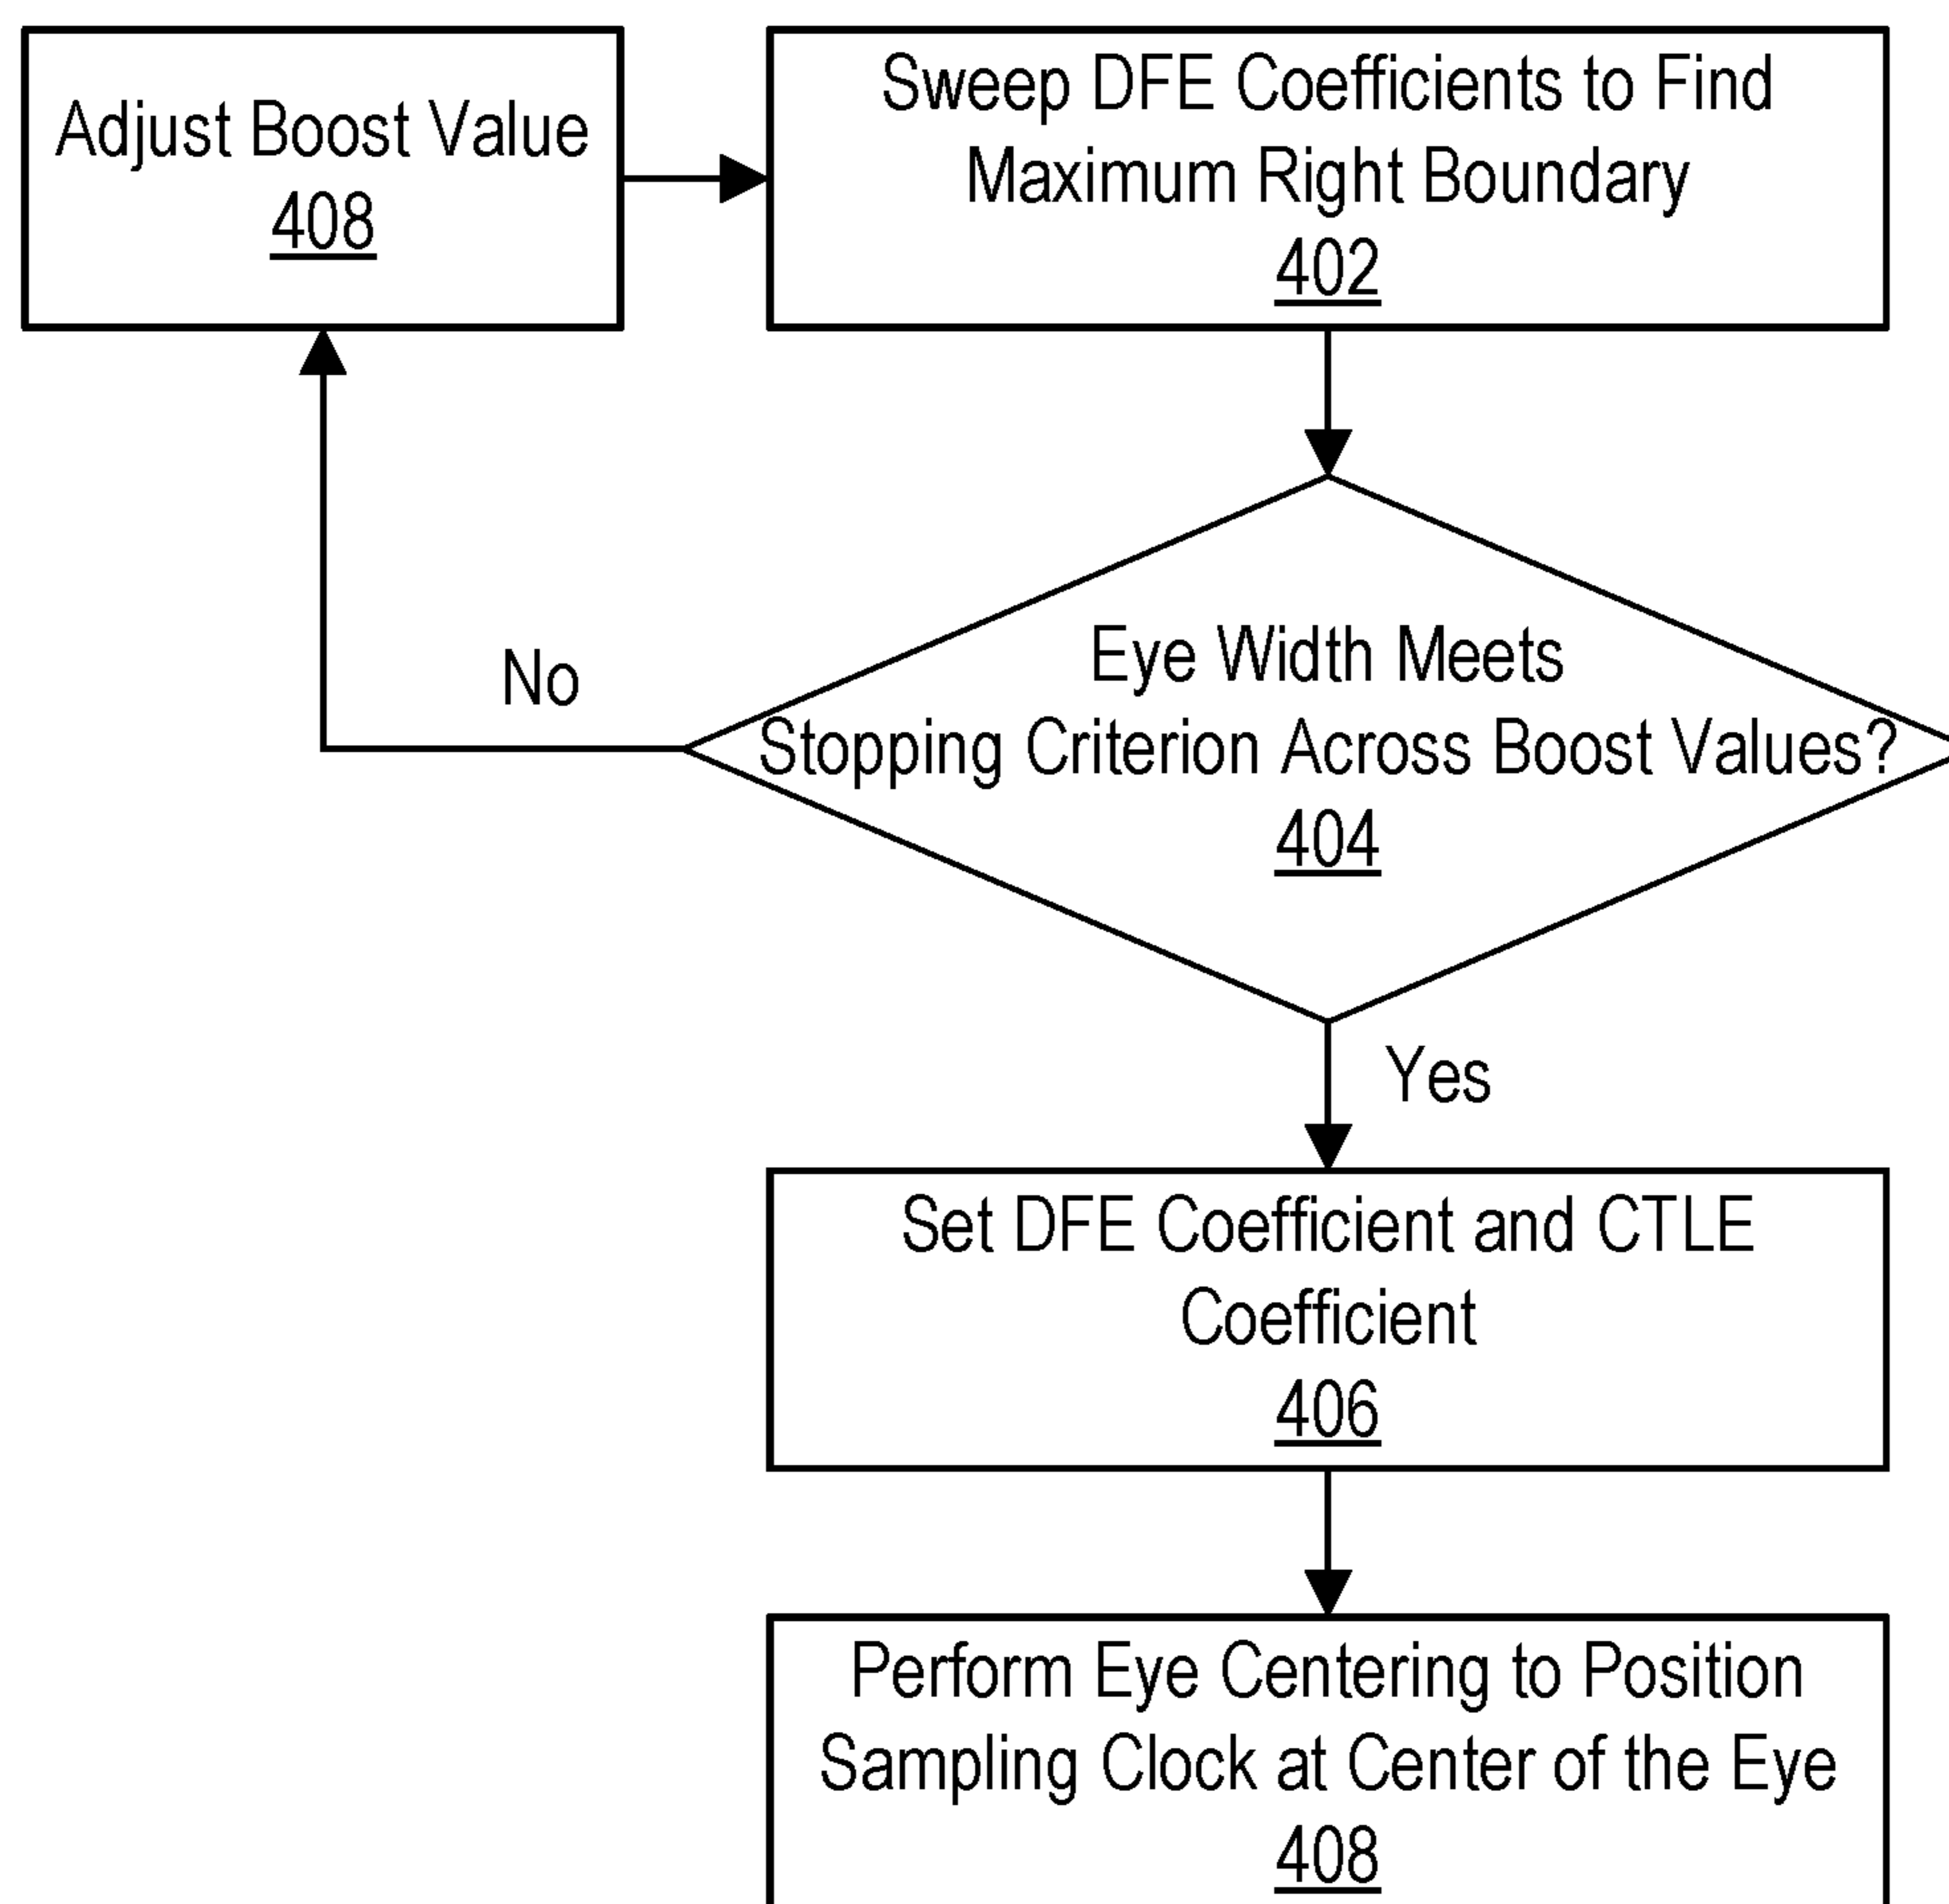 Adjust Boost Value
408
Sweep DFE Coefficients to Find
Maximum Right Boundary
402
Eye Width Meets
Stopping Criterion Across Boost Values?
404
No
Yes
Set DFE Coefficient and CTLE
Coefficient
406
Perform Eye Centering to Position
Sampling Clock at Center of the Eye
408